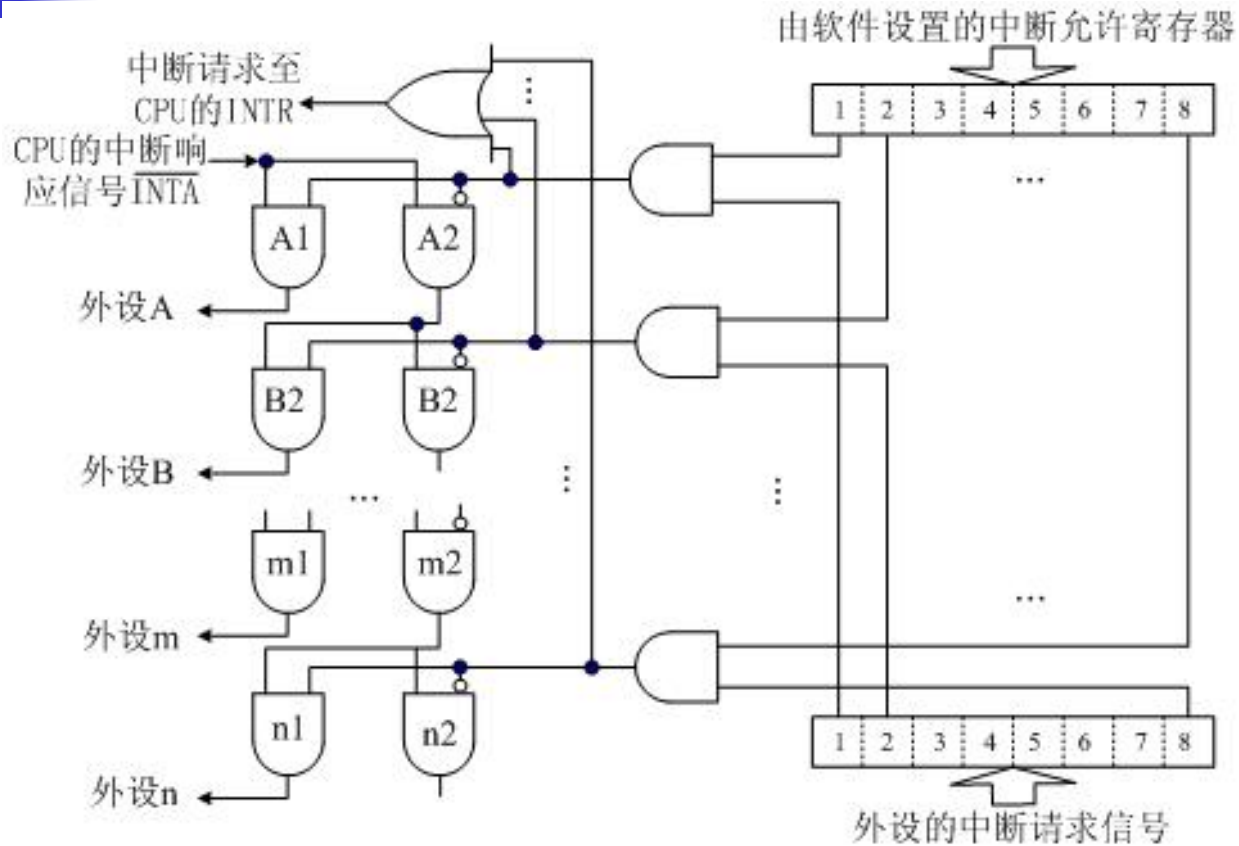 由软件设置的中断允许寄存器
中断请求至
CPU的INTR
1 2 3 4 5 6 7 8
CPU的中断响
应信号INTA
...
A1 A2
外设A
B2 B2
外设B
...
m1 m2
外设m
...
n1 n2
外设n
1 2 3 4 5 6 7 8
外设的中断请求信号